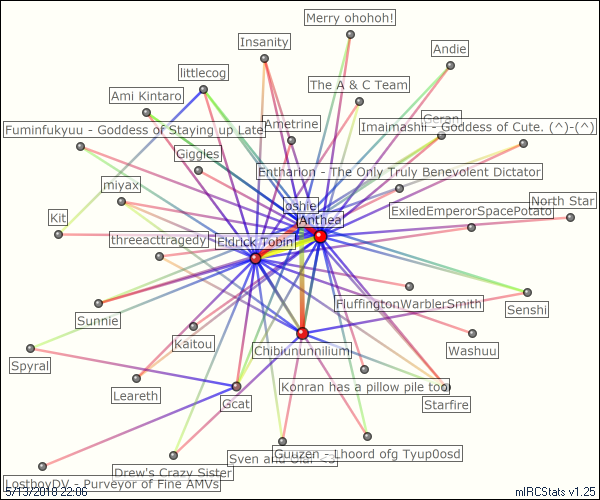 Merry ohohoh!
Insanity
Andie
littlecog
The A & C Team
Ami Kintaro
Geran
Ametrine
Imaimashii - Goddess of Cute. (^)-(^)
Fuminfukyuu - Goddess of Staying up Late
Giggles
Entharion - The Only Truly Benevolent Dictator
miyax
North Star
oshie
ExiledEmperorSpacePotato
Kit
Anthea
threeacttragedy
Eldrick Tobin
FluffingtonWarblerSmith
Senshi
Sunnie
Kaitou
Chibiununnilium
Washuu
Spyral
Konran has a pillow pile too
Leareth
Gcat
Starfire
Guuzen - Lhoord ofg Tyup0osd
Sven and Olaf <3
Drew's Crazy Sister
LostboyDV - Purveyor of Fine AMVs
5/13/2018 22:06
mIRCStats v1.25